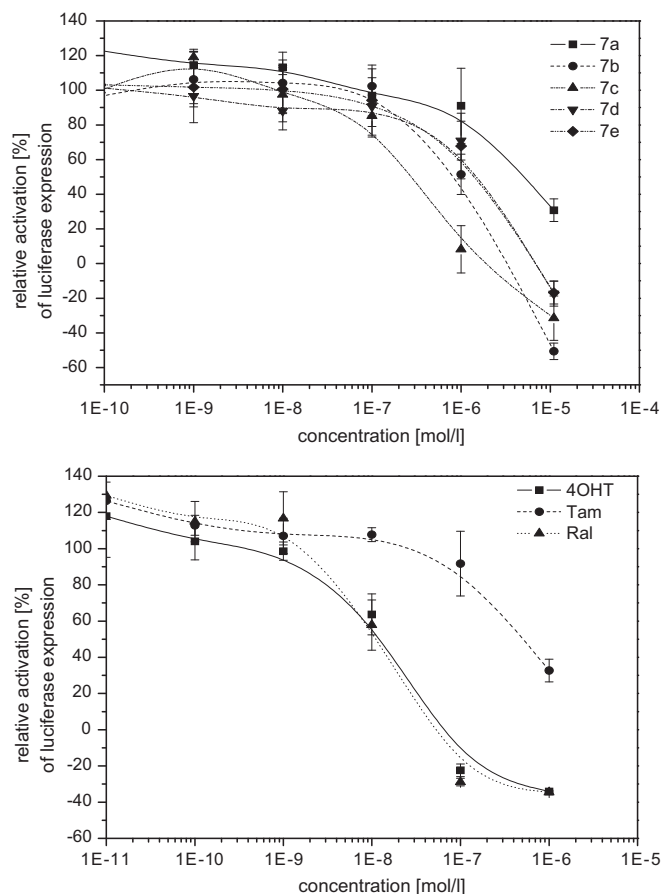 140
120
100
80
60
40
20
0
-20
-40
-60
relative activation [%]
of luciferase expression
7a
7b
7c
7d
7e
1E-10 1E-9 1E-8 1E-7 1E-6 1E-5 1E-4
concentration [mol/l]
140
120
100
80
60
40
20
0
-20
-40
-60
relative activation [%]
of luciferase expression
4OHT
Tam
Ral
1E-11 1E-10 1E-9 1E-8 1E-7 1E-6 1E-5
concentration [mol/l]